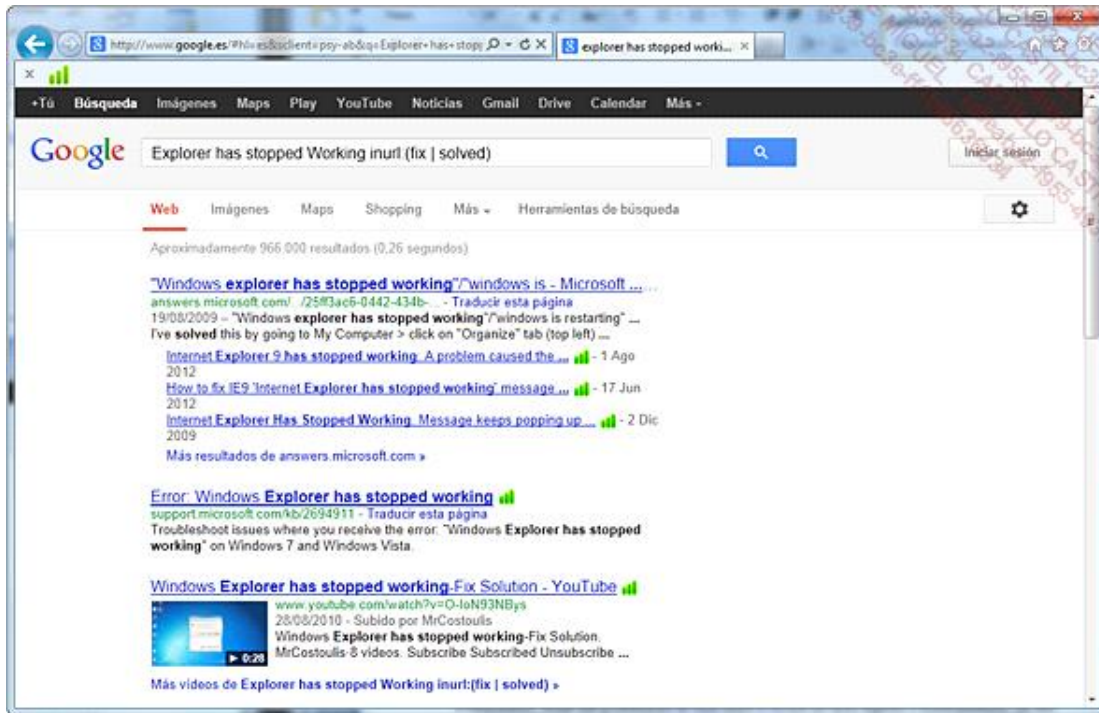 http://www.google.es/#hl=es&sclient=psy-ab&q=Explorer+has+stopp
explorer has stopped worki...
+Tú Búsqueda Imágenes Maps Play YouTube Noticias Gmail Drive Calendar Más
Google
Explorer has stopped Working inurl:(fix | solved)
Iniciar sesión
Web Imágenes Maps Shopping Más Herramientas de búsqueda
Aproximadamente 966.000 resultados (0,26 segundos)
"Windows explorer has stopped working"/"windows is - Microsoft ...
answers.microsoft.com/.../25ff3ac6-0442-434b-... - Traducir esta página
19/08/2009 – "Windows explorer has stopped working"/"windows is restarting" ...
I've solved this by going to My Computer > click on "Organize" tab (top left) ...
Internet Explorer 9 has stopped working. A problem caused the ... - 1 Ago
2012
How to fix IE9 'Internet Explorer has stopped working' message ... - 17 Jun
2012
Internet Explorer Has Stopped Working. Message keeps popping up ... - 2 Dic
2009
Más resultados de answers.microsoft.com »
Error: Windows Explorer has stopped working
support.microsoft.com/kb/2694911 - Traducir esta página
Troubleshoot issues where you receive the error: "Windows Explorer has stopped
working" on Windows 7 and Windows Vista.
Windows Explorer has stopped working-Fix Solution - YouTube
www.youtube.com/watch?v=O-IoN93NBys
28/08/2010 - Subido por MrCostoulis
Windows Explorer has stopped working-Fix Solution.
MrCostoulis·8 videos. Subscribe Subscribed Unsubscribe ...
0:28
Más vídeos de Explorer has stopped Working inurl:(fix | solved) »